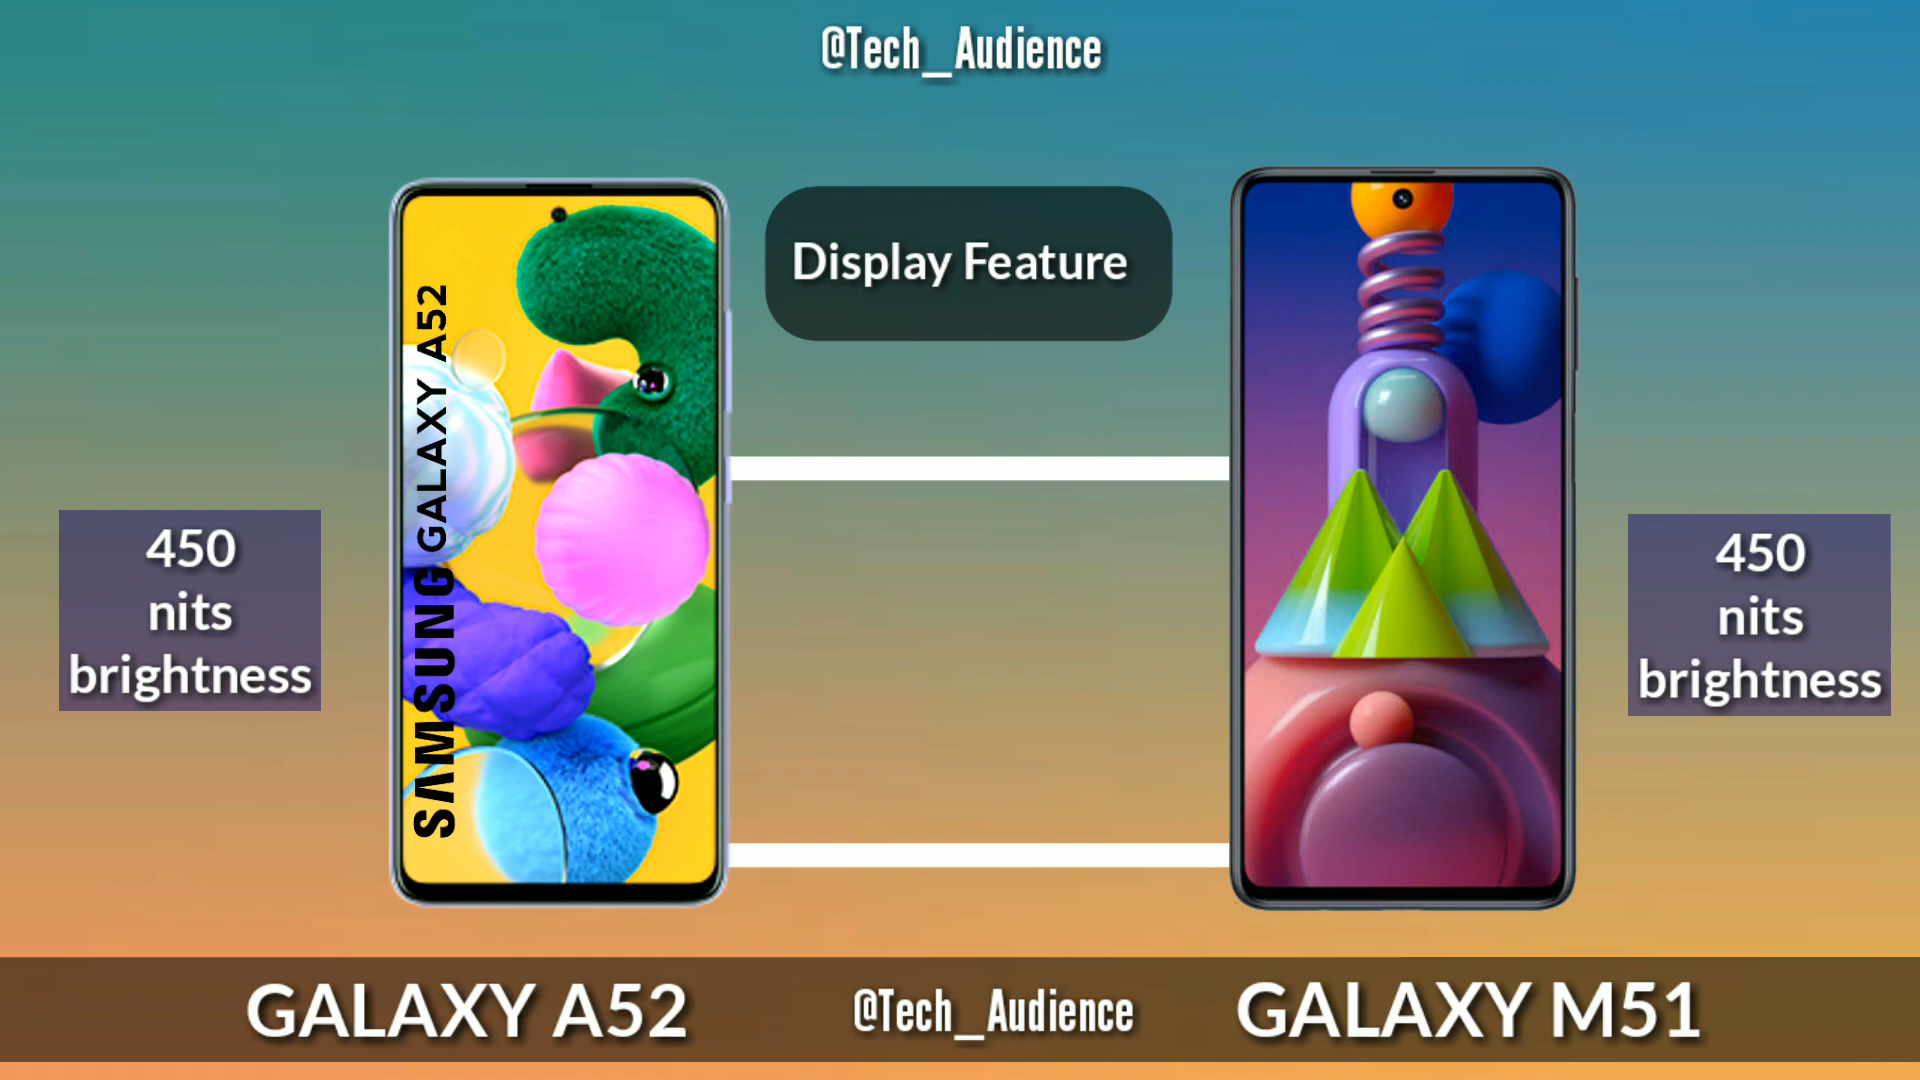 @Tech_Audience
Display Feature
SAMSUNG GALAXY A52
450
nits
brightness
450
nits
brightness
GALAXY A52
@Tech_Audience
GALAXY M51